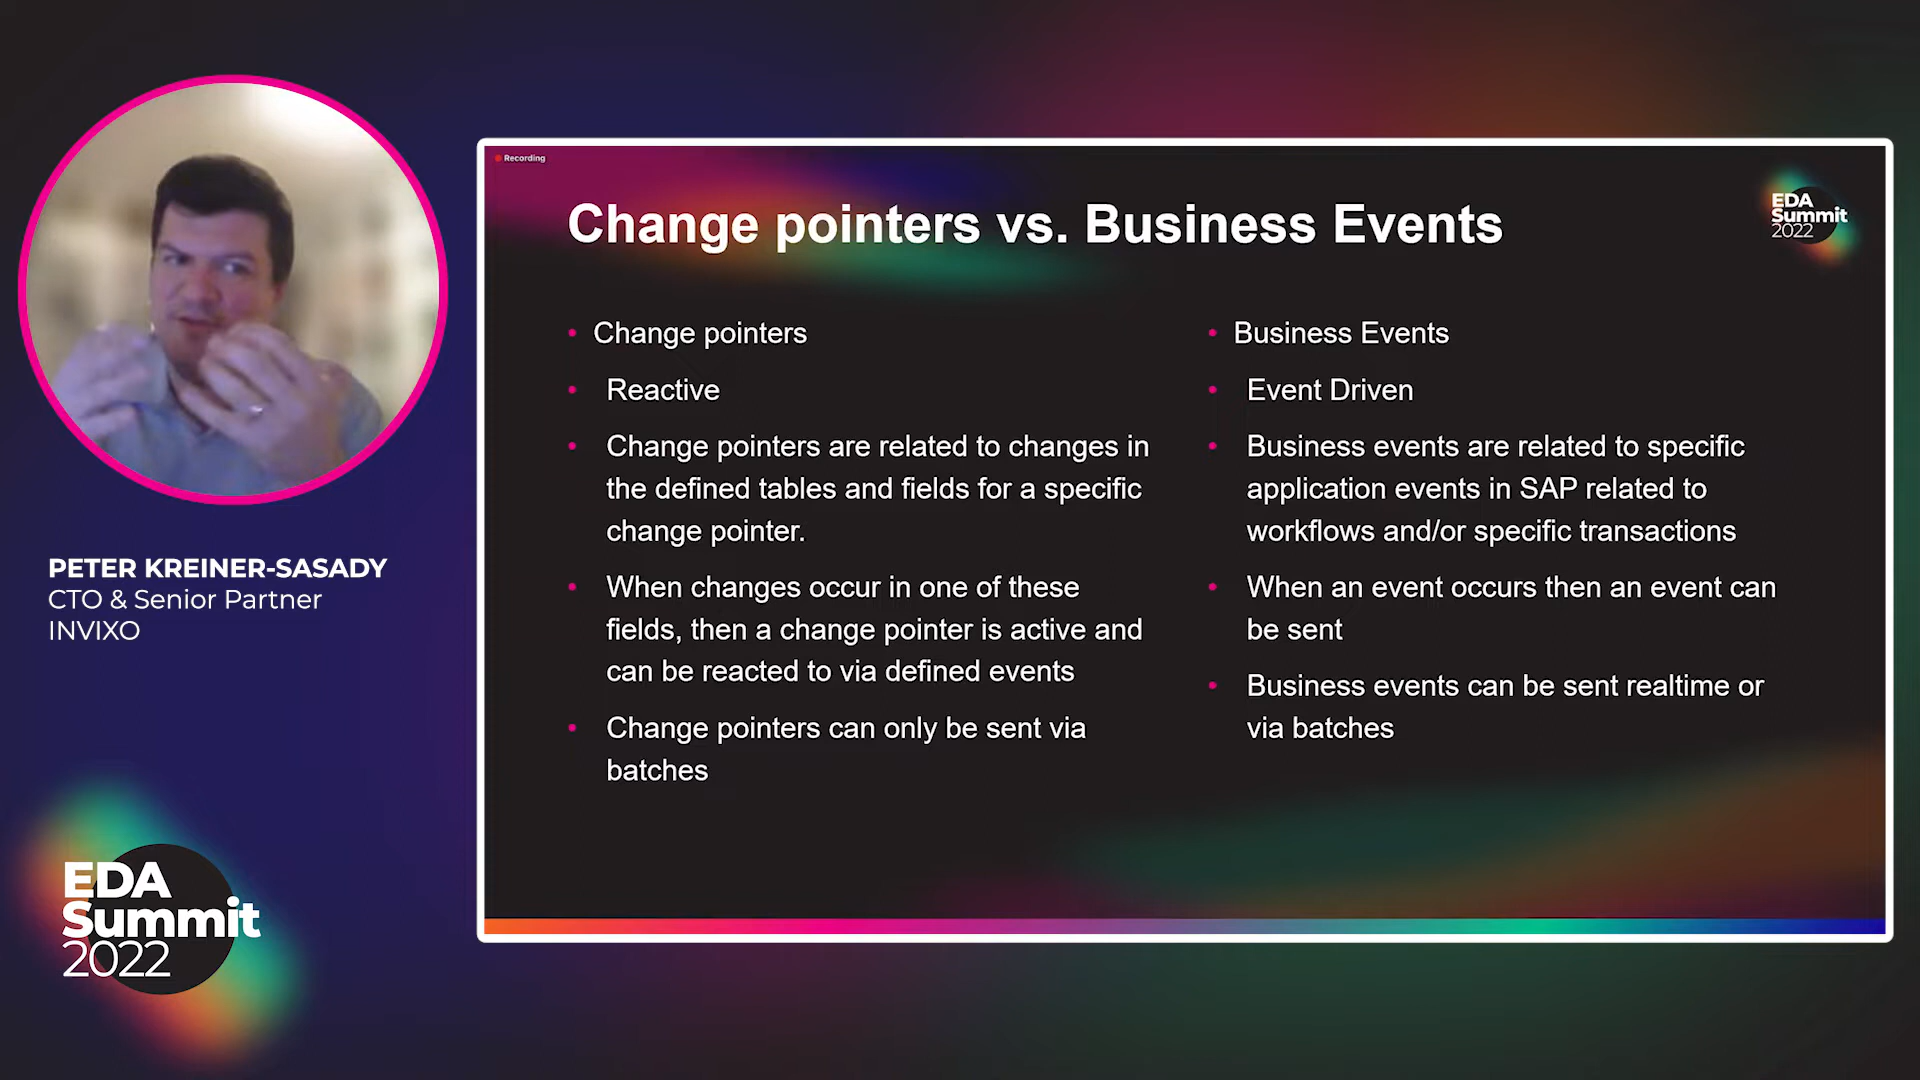 Recording
Change pointers vs. Business Events
EDA
Summit
2022
• Change pointers
• Reactive
• Change pointers are related to changes in
the defined tables and fields for a specific
change pointer.
• When changes occur in one of these
fields, then a change pointer is active and
can be reacted to via defined events
• Change pointers can only be sent via
batches
• Business Events
• Event Driven
• Business events are related to specific
application events in SAP related to
workflows and/or specific transactions
• When an event occurs then an event can
be sent
• Business events can be sent realtime or
via batches
PETER KREINER-SASADY
CTO & Senior Partner
INVIXO
EDA
Summit
2022